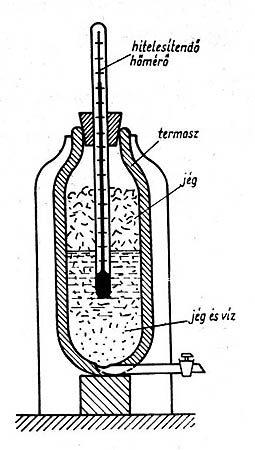 hitelesítendő
hőmérő
termosz
jég
jég és víz